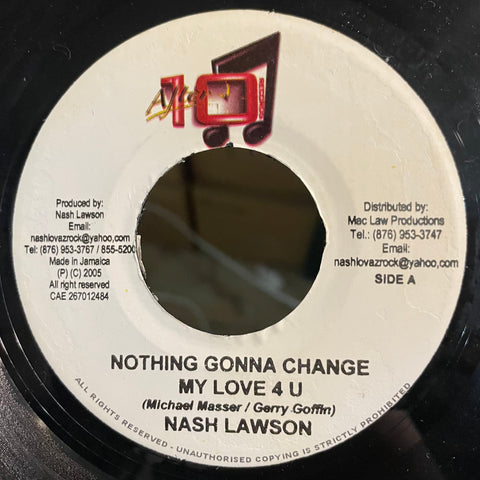 After 10
Produced by:
Nash Lawson
Email:
nashlovazrock@yahoo,com
Tel: (876) 953-3767 / 855-5200
Made in Jamaica
(P) (C) 2005
All right reserved
CAE 267012484
Distributed by:
Mac Law Productions
Tel.: (876) 953-3747
Email:
nashlovazrock@yahoo,com
SIDE A
NOTHING GONNA CHANGE
MY LOVE 4 U
(Michael Masser / Gerry Goffin)
NASH LAWSON
ALL RIGHTS RESERVED - UNAUTHORISED COPYING IS STRICTLY PROHIBITED